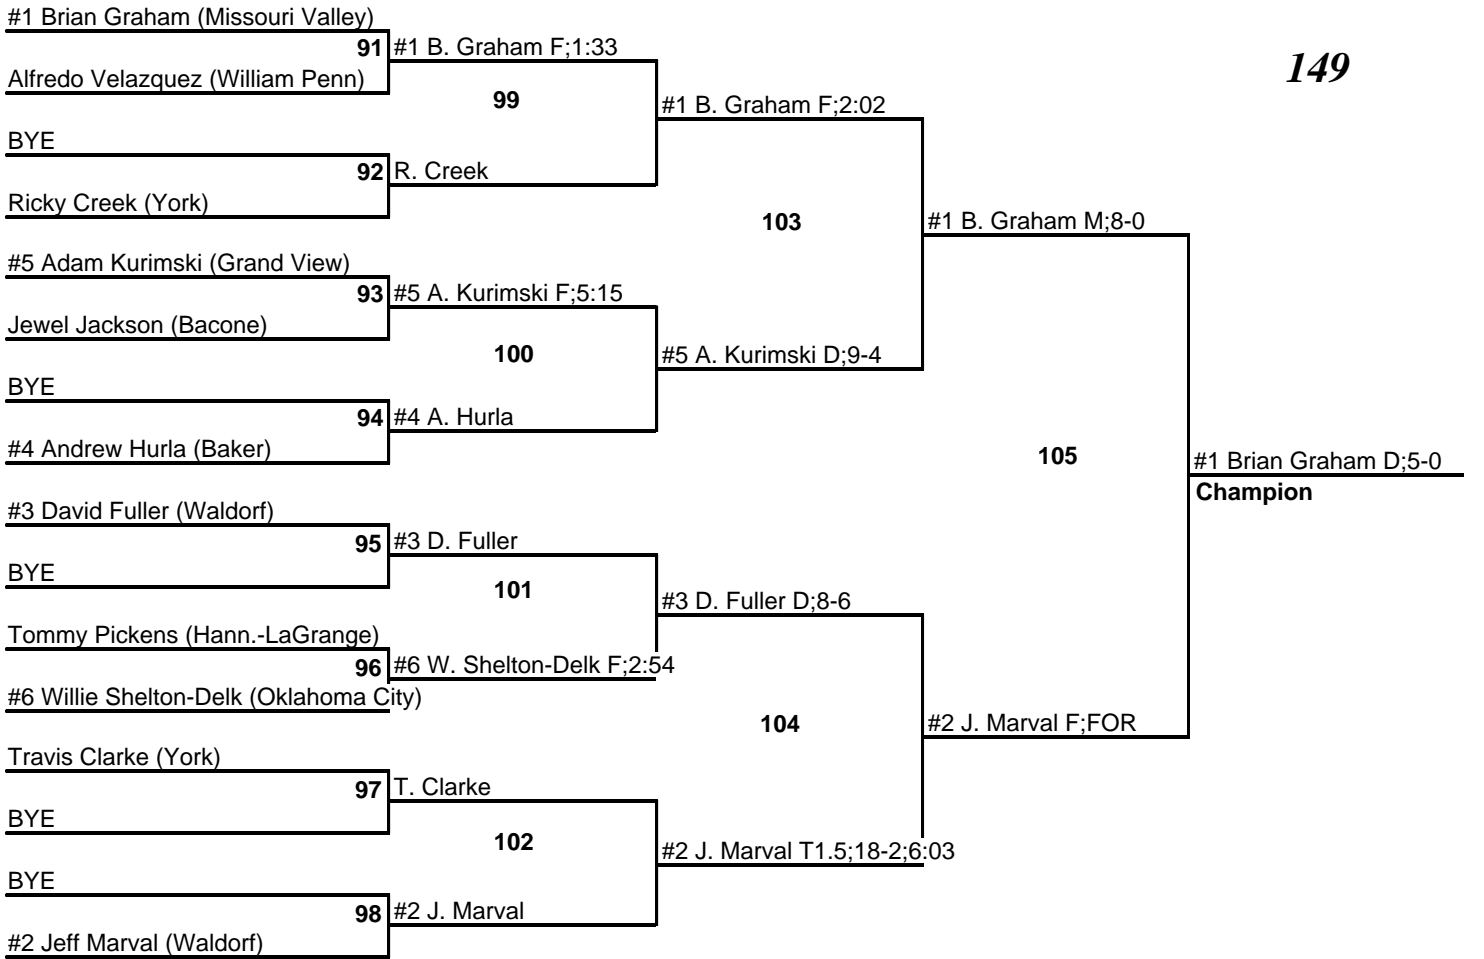 #1 Brian Graham (Missouri Valley)
91
#1 B. Graham F;1:33
149
Alfredo Velazquez (William Penn)
99
#1 B. Graham F;2:02
BYE
92
R. Creek
Ricky Creek (York)
103
#1 B. Graham M;8-0
#5 Adam Kurimski (Grand View)
93
#5 A. Kurimski F;5:15
Jewel Jackson (Bacone)
100
#5 A. Kurimski D;9-4
BYE
94
#4 A. Hurla
#4 Andrew Hurla (Baker)
105
#1 Brian Graham D;5-0
Champion
#3 David Fuller (Waldorf)
95
#3 D. Fuller
BYE
101
#3 D. Fuller D;8-6
Tommy Pickens (Hann.-LaGrange)
96
#6 W. Shelton-Delk F;2:54
#6 Willie Shelton-Delk (Oklahoma City)
104
#2 J. Marval F;FOR
Travis Clarke (York)
97
T. Clarke
BYE
102
#2 J. Marval T1.5;18-2;6:03
BYE
98
#2 J. Marval
#2 Jeff Marval (Waldorf)